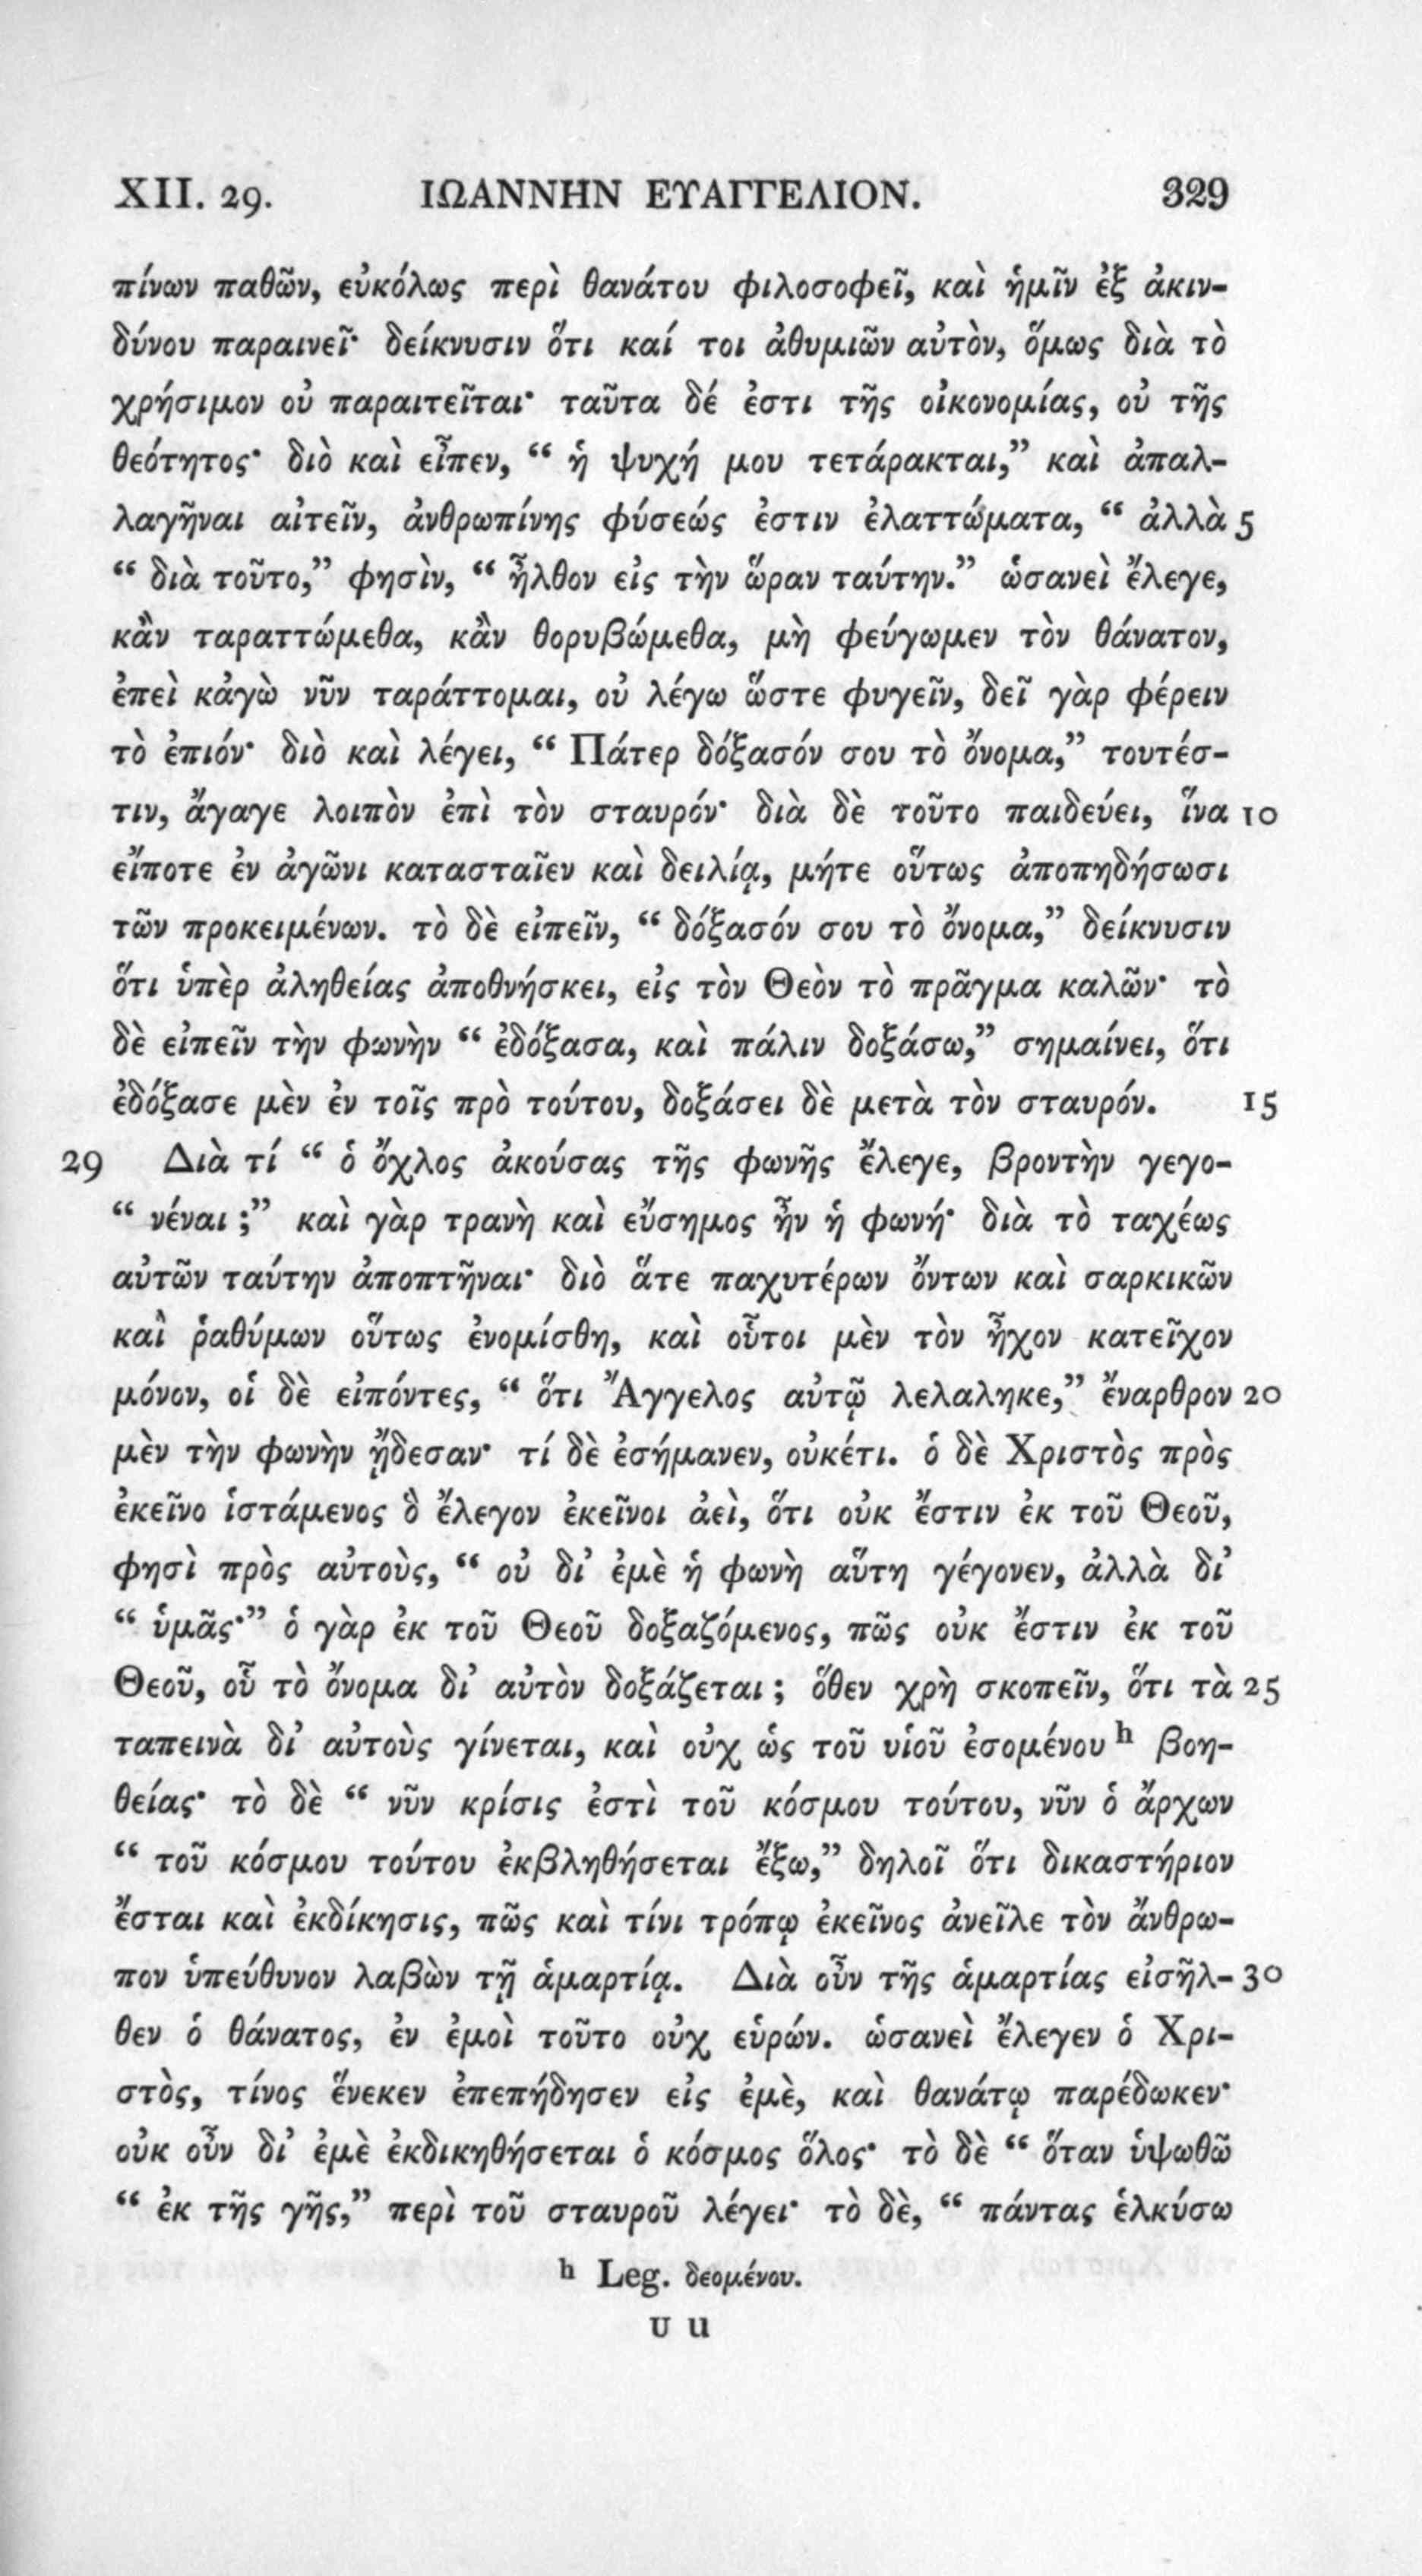 XII. 29. ΙΩΑΝΝΗΝ ΕΥΑΓΓΕΛΙΟΝ. 329
πίνων παθῶν, εὐκόλως περὶ θανάτου φιλοσοφεῖ, καὶ ἡμῖν ἐξ ἀκιν-
δύνου παραινεῖ· δείκνυσιν ὅτι καί τοι ἀθυμιῶν αὐτὸν, ὅμως διὰ τὸ
χρήσιμον οὐ παραιτεῖται· ταῦτα δέ ἐστι τῆς οἰκονομίας, οὐ τῆς
θεότητος· διὸ καὶ εἶπεν, “ ἡ ψυχή μου τετάρακται,” καὶ ἀπαλ-
λαγῆναι αἰτεῖν, ἀνθρωπίνης φύσεώς ἐστιν ἐλαττώματα, “ ἀλλὰ 5
“ διὰ τοῦτο,” φησὶν, “ ἦλθον εἰς τὴν ὥραν ταύτην.” ὡσανεὶ ἔλεγε,
κἂν ταραττώμεθα, κἂν θορυβώμεθα, μὴ φεύγωμεν τὸν θάνατον,
ἐπεὶ κἀγὼ νῦν ταράττομαι, οὐ λέγω ὥστε φυγεῖν, δεῖ γὰρ φέρειν
τὸ ἐπιόν· διὸ καὶ λέγει, “ Πάτερ δόξασόν σου τὸ ὄνομα,” τουτέσ-
τιν, ἄγαγε λοιπὸν ἐπὶ τὸν σταυρόν· διὰ δὲ τοῦτο παιδεύει, ἵνα 10
εἴποτε ἐν ἀγῶνι κατασταῖεν καὶ δειλίᾳ, μήτε οὕτως ἀποπηδήσωσι
τῶν προκειμένων. τὸ δὲ εἰπεῖν, “ δόξασόν σου τὸ ὄνομα,” δείκνυσιν
ὅτι ὑπὲρ ἀληθείας ἀποθνήσκει, εἰς τὸν Θεὸν τὸ πρᾶγμα καλῶν· τὸ
δὲ εἰπεῖν τὴν φωνὴν “ ἐδόξασα, καὶ πάλιν δοξάσω,” σημαίνει, ὅτι
ἐδόξασε μὲν ἐν τοῖς πρὸ τούτου, δοξάσει δὲ μετὰ τὸν σταυρόν. 15
29 Διὰ τί “ ὁ ὄχλος ἀκούσας τῆς φωνῆς ἔλεγε, βροντὴν γεγο-
“ νέναι ;” καὶ γὰρ τρανὴ καὶ εὔσημος ἦν ἡ φωνή· διὰ τὸ ταχέως
αὐτῶν ταύτην ἀποπτῆναι· διὸ ἅτε παχυτέρων ὄντων καὶ σαρκικῶν
καὶ ῥαθύμων οὕτως ἐνομίσθη, καὶ οὗτοι μὲν τὸν ἦχον κατεῖχον
μόνον, οἱ δὲ εἰπόντες, “ ὅτι Ἄγγελος αὐτῷ λελαληκε,” ἔναρθρον 20
μὲν τὴν φωνὴν ᾔδεσαν· τί δὲ ἐσήμανεν, οὐκέτι. ὁ δὲ Χριστὸς πρὸς
ἐκεῖνο ἱστάμενος ὃ ἔλεγον ἐκεῖνοι ἀεὶ, ὅτι οὐκ ἔστιν ἐκ τοῦ Θεοῦ,
φησὶ πρὸς αὐτοὺς, “ οὐ δι’ ἐμὲ ἡ φωνὴ αὕτη γέγονεν, ἀλλὰ δι’
“ ὑμᾶς·” ὁ γὰρ ἐκ τοῦ Θεοῦ δοξαζόμενος, πῶς οὐκ ἔστιν ἐκ τοῦ
Θεοῦ, οὗ τὸ ὄνομα δι’ αὐτὸν δοξάζεται ; ὅθεν χρὴ σκοπεῖν, ὅτι τὰ 25
ταπεινὰ δι’ αὐτοὺς γίνεται, καὶ οὐχ ὡς τοῦ υἱοῦ ἐσομένου h βοη-
θείας· τὸ δὲ “ νῦν κρίσις ἐστὶ τοῦ κόσμου τούτου, νῦν ὁ ἄρχων
“ τοῦ κόσμου τούτου ἐκβληθήσεται ἔξω,” δηλοῖ ὅτι δικαστήριον
ἔσται καὶ ἐκδίκησις, πῶς καὶ τίνι τρόπῳ ἐκεῖνος ἀνεῖλε τὸν ἄνθρω-
πον ὑπεύθυνον λαβὼν τῇ ἁμαρτίᾳ. Διὰ οὖν τῆς ἁμαρτίας εἰσῆλ- 30
θεν ὁ θάνατος, ἐν ἐμοὶ τοῦτο οὐχ εὑρών. ὡσανεὶ ἔλεγεν ὁ Χρι-
στὸς, τίνος ἕνεκεν ἐπεπήδησεν εἰς ἐμὲ, καὶ θανάτῳ παρέδωκεν·
οὐκ οὖν δι’ ἐμὲ ἐκδικηθήσεται ὁ κόσμος ὅλος· τὸ δὲ “ ὅταν ὑψωθῶ
“ ἐκ τῆς γῆς,” περὶ τοῦ σταυροῦ λέγει· τὸ δὲ, “ πάντας ἑλκύσω
h Leg. δεομένου.
U u